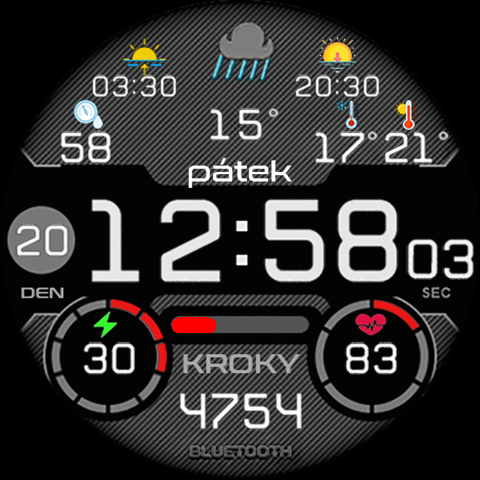 03:30 20:30
15°
58 17° 21°
pátek
20 12:58 03
DEN SEC
30 83
KROKY
4754
BLUETOOTH